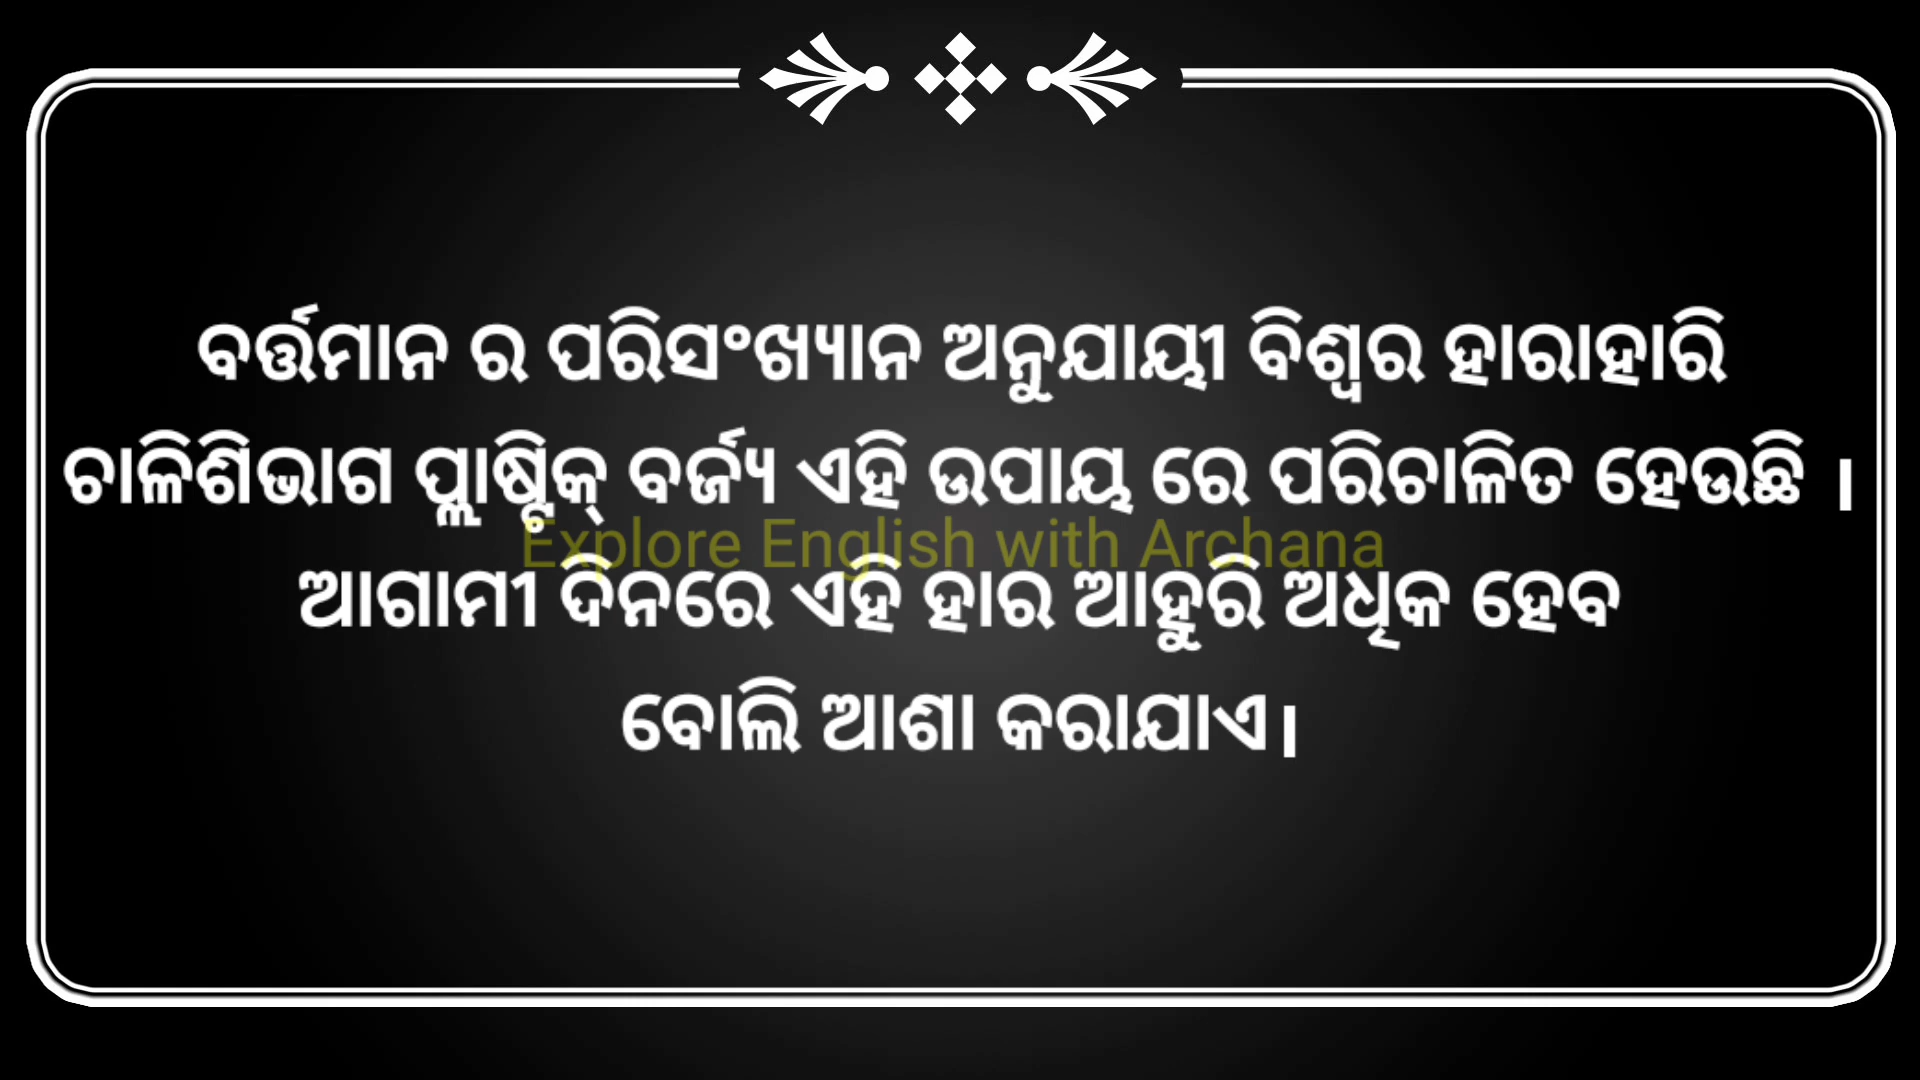 ବର୍ତ୍ତମାନ ର ପରିସଂଖ୍ୟାନ ଅନୁଯାୟୀ ବିଶ୍ୱର ହାରାହାରି
ଚାଳିଶିଭାଗ ପ୍ଲାଷ୍ଟିକ୍ ବର୍ଜ୍ୟ ଏହି ଉପାୟ ରେ ପରିଚାଳିତ ହେଉଛି ।
Explore English with Archana
ଆଗାମୀ ଦିନରେ ଏହି ହାର ଆହୁରି ଅଧିକ ହେବ
ବୋଲି ଆଶା କରାଯାଏ।